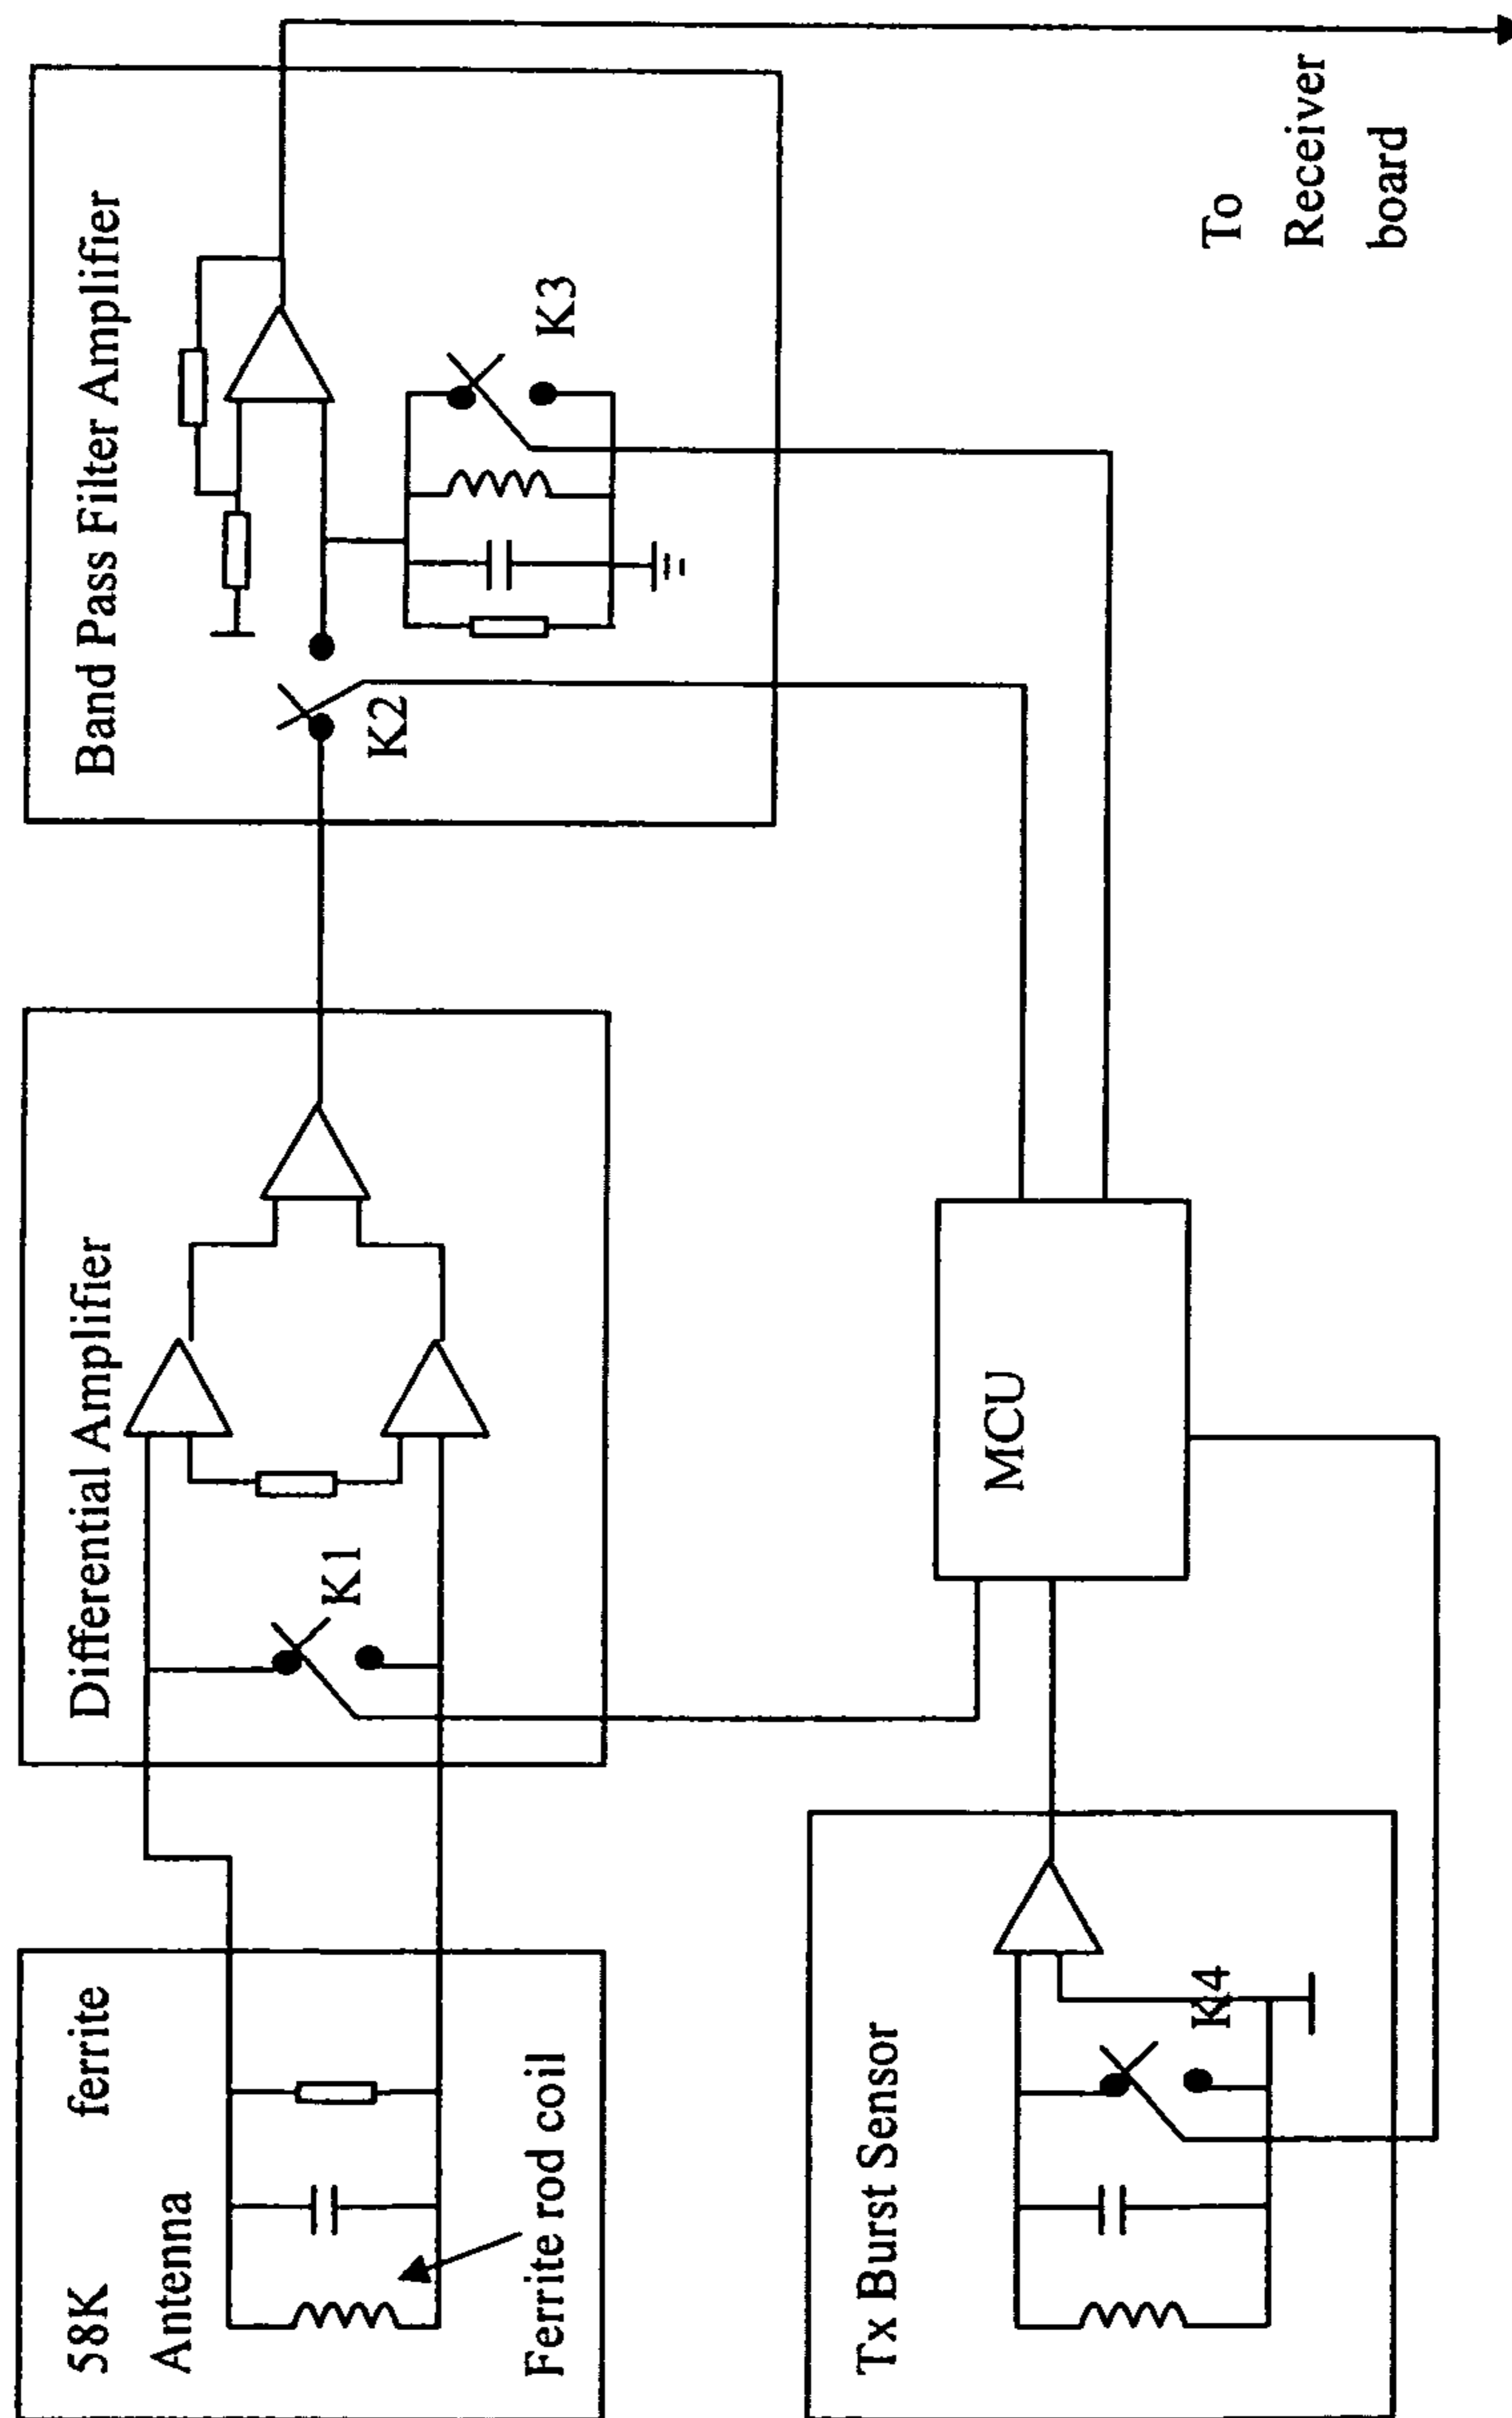 58K ferrite
Antenna
Ferrite rod coil
Differential Amplifier
K1
Band Pass Filter Amplifier
K2
K3
Tx Burst Sensor
K4
MCU
To
Receiver
board